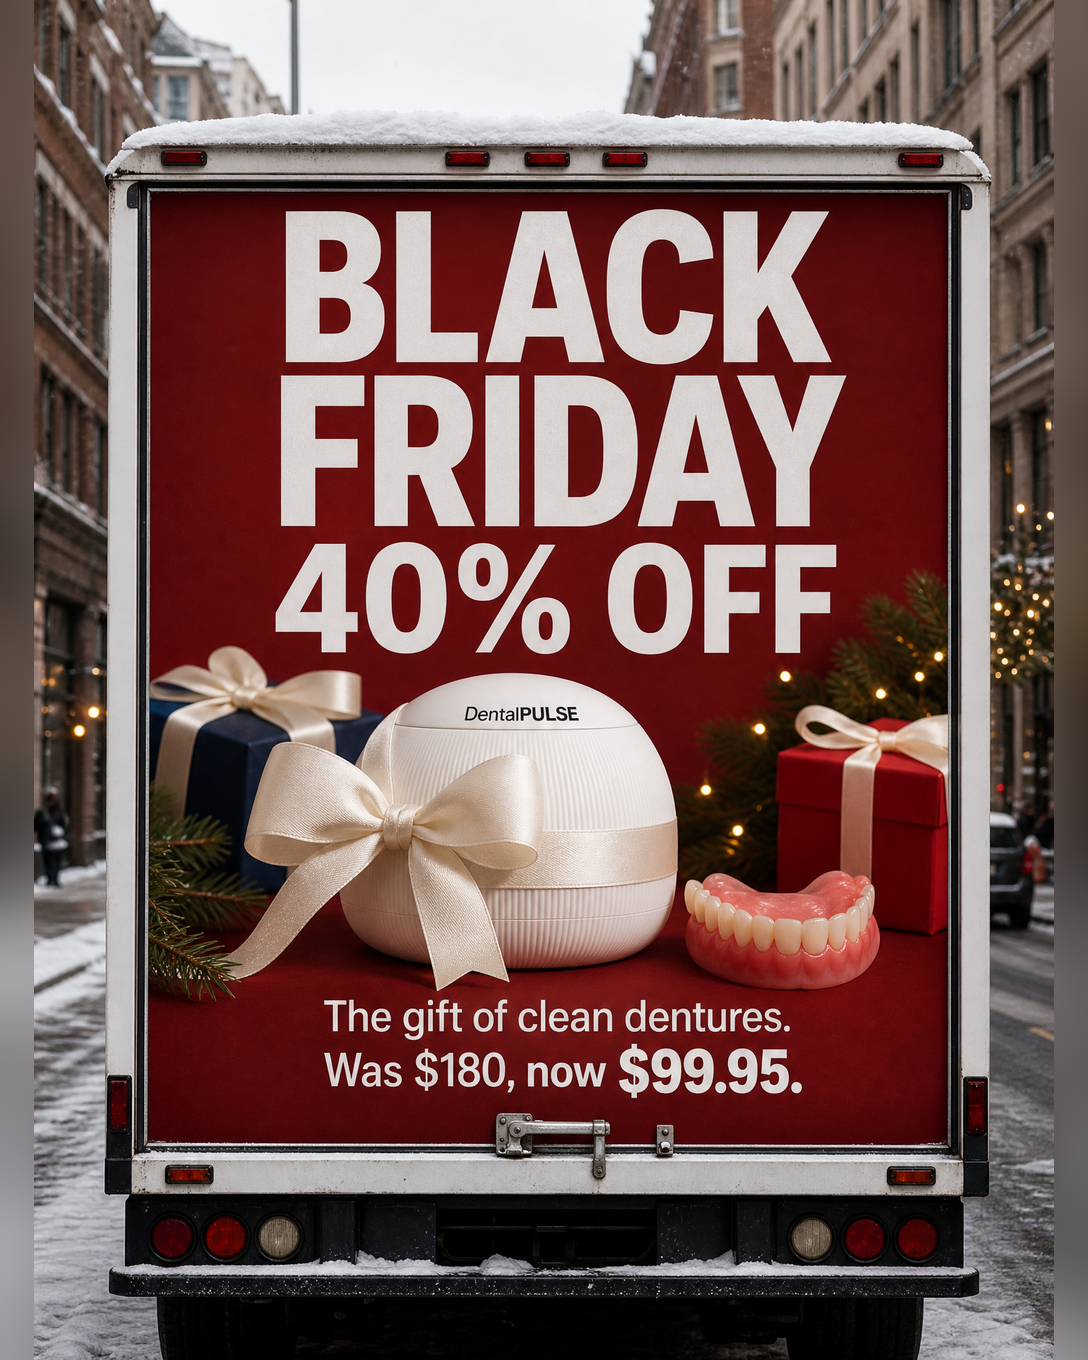 BLACK
FRIDAY
40% OFF
DentalPULSE
The gift of clean dentures.
Was $180, now $99.95.